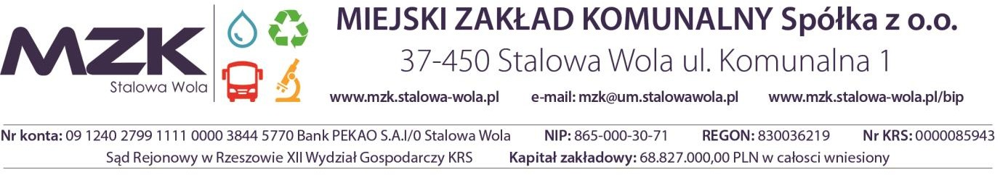 MZK
Stalowa Wola
MIEJSKI ZAKŁAD KOMUNALNY Spółka z o.o.
37-450 Stalowa Wola ul. Komunalna 1
www.mzk.stalowa-wola.pl e-mail: mzk@um.stalowawola.pl www.mzk.stalowa-wola.pl/bip
Nr konta: 09 1240 2799 1111 0000 3844 5770 Bank PEKAO S.A.I/0 Stalowa Wola NIP: 865-000-30-71 REGON: 830036219 Nr KRS: 0000085943
Sąd Rejonowy w Rzeszowie XII Wydział Gospodarczy KRS Kapitał zakładowy: 68.827.000,00 PLN w całosci wniesiony